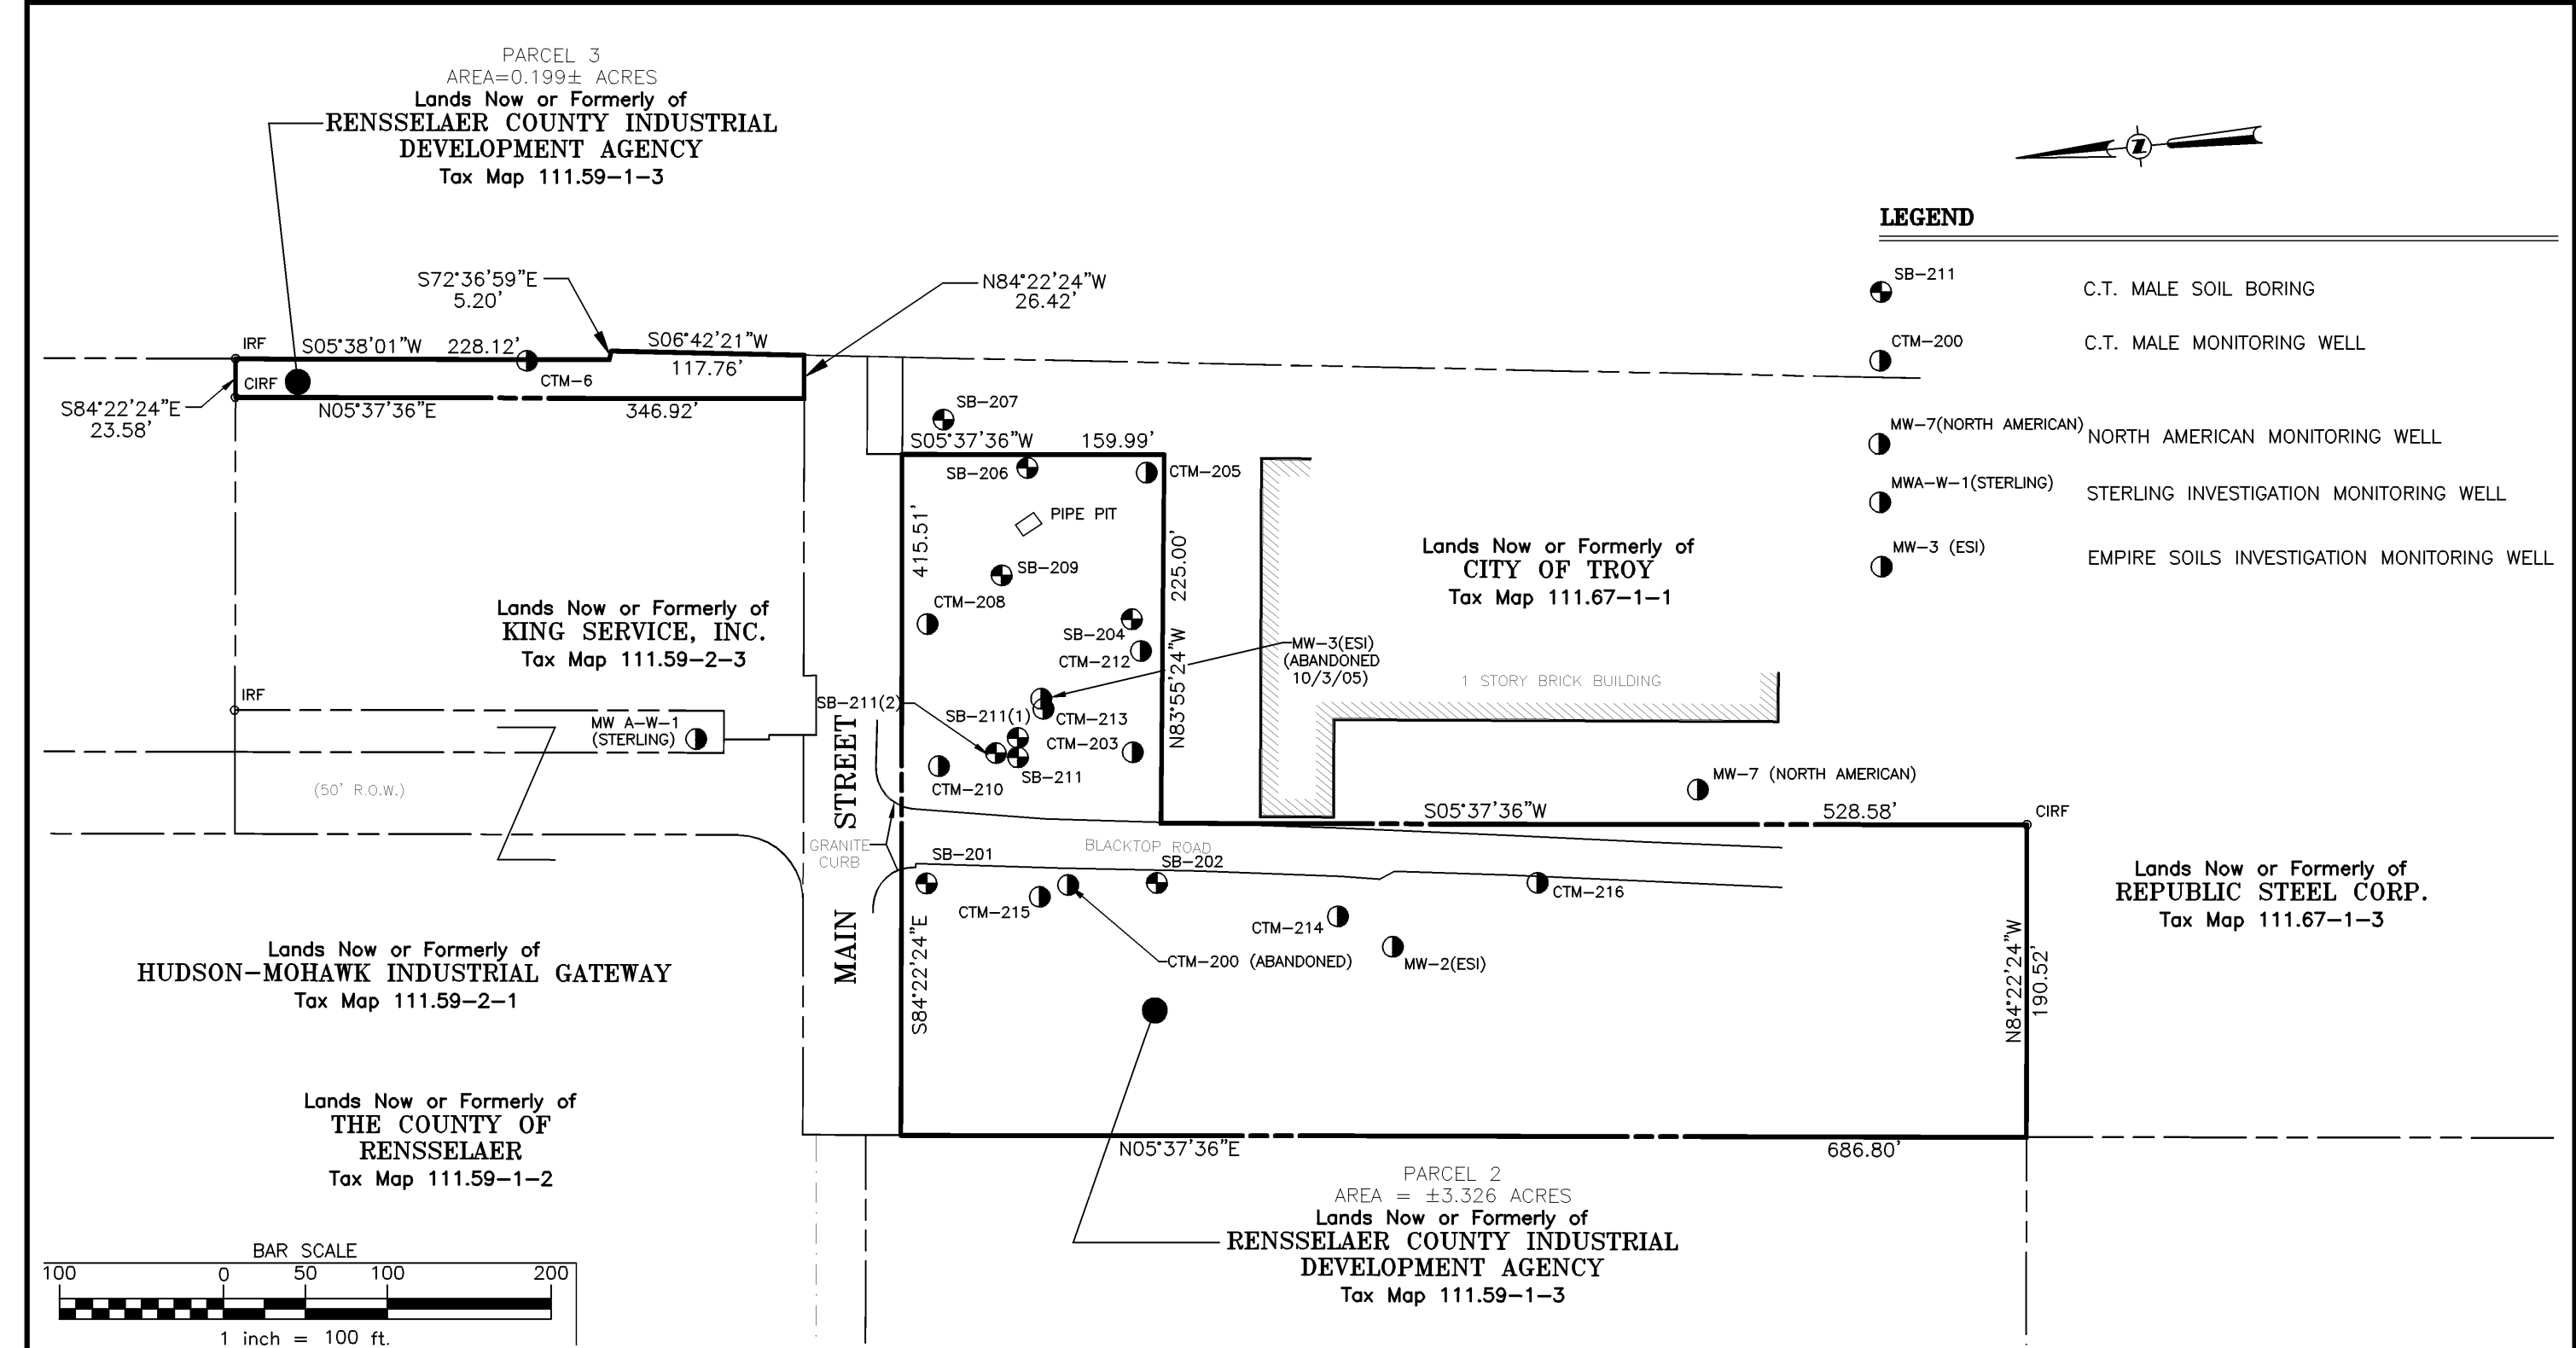 PARCEL 3
AREA=0.199± ACRES
Lands Now or Formerly of
RENSSELAER COUNTY INDUSTRIAL
DEVELOPMENT AGENCY
Tax Map 111.59-1-3
Z
LEGEND
SB-211
C.T. MALE SOIL BORING
CTM-200
C.T. MALE MONITORING WELL
MW-7(NORTH AMERICAN)
NORTH AMERICAN MONITORING WELL
MWA-W-1(STERLING)
STERLING INVESTIGATION MONITORING WELL
MW-3 (ESI)
EMPIRE SOILS INVESTIGATION MONITORING WELL
S72°36'59"E
5.20'
N84°22'24"W
26.42'
IRF
S05°38'01"W 228.12'
S06°42'21"W
117.76'
CIRF
CTM-6
S84°22'24"E
23.58'
N05°37'36"E
346.92'
SB-207
S05°37'36"W 159.99'
SB-206
CTM-205
PIPE PIT
415.51'
225.00'
SB-209
CTM-208
SB-204
CTM-212
N83°55'24"W
MW-3(ESI)
(ABANDONED
10/3/05)
Lands Now or Formerly of
CITY OF TROY
Tax Map 111.67-1-1
1 STORY BRICK BUILDING
Lands Now or Formerly of
KING SERVICE, INC.
Tax Map 111.59-2-3
IRF
MW A-W-1
(STERLING)
SB-211(2)
SB-211(1)
CTM-213
CTM-203
SB-211
CTM-210
(50' R.O.W.)
MAIN STREET
GRANITE
CURB
MW-7 (NORTH AMERICAN)
S05°37'36"W
528.58'
CIRF
BLACKTOP ROAD
SB-201
SB-202
CTM-215
CTM-214
CTM-216
CTM-200 (ABANDONED)
MW-2(ESI)
S84°22'24"E
N84°22'24"W
190.52'
Lands Now or Formerly of
REPUBLIC STEEL CORP.
Tax Map 111.67-1-3
Lands Now or Formerly of
HUDSON-MOHAWK INDUSTRIAL GATEWAY
Tax Map 111.59-2-1
Lands Now or Formerly of
THE COUNTY OF
RENSSELAER
Tax Map 111.59-1-2
N05°37'36"E
686.80'
PARCEL 2
AREA = ±3.326 ACRES
Lands Now or Formerly of
RENSSELAER COUNTY INDUSTRIAL
DEVELOPMENT AGENCY
Tax Map 111.59-1-3
BAR SCALE
100 0 50 100 200
1 inch = 100 ft.